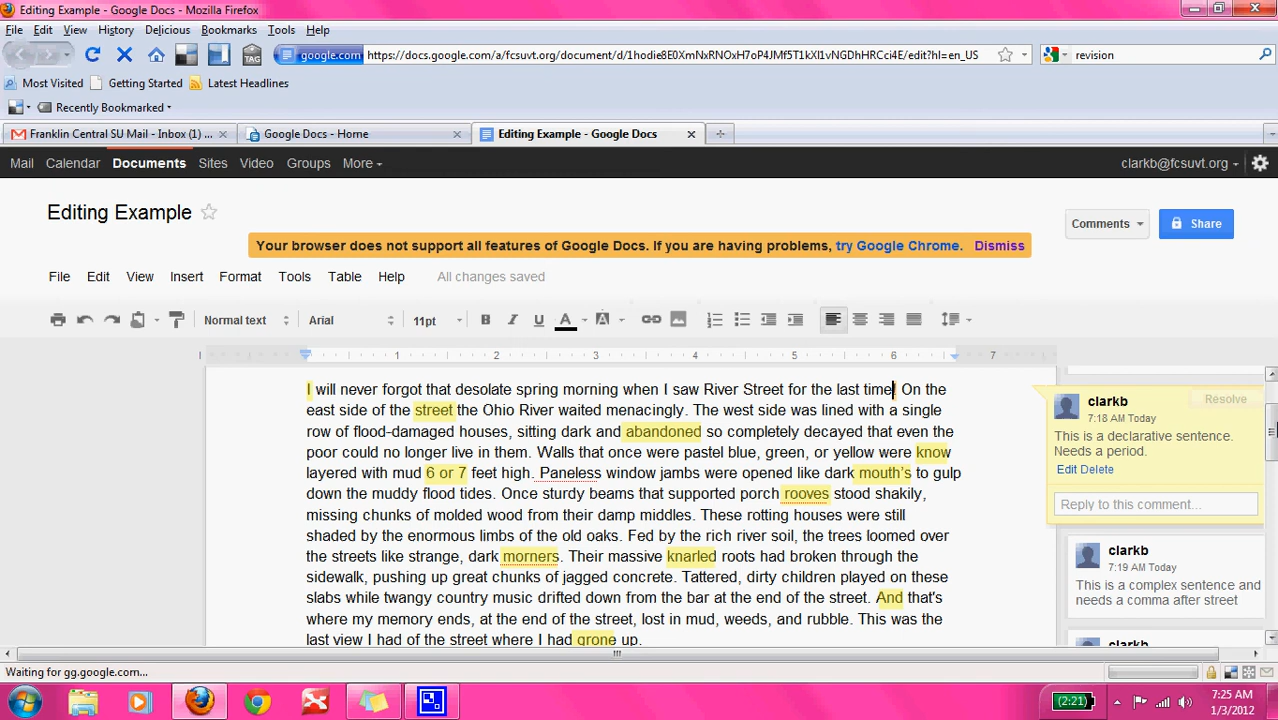 Editing Example - Google Docs - Mozilla Firefox
File Edit View History Delicious Bookmarks Tools Help
TAG google.com https://docs.google.com/a/fcsuvt.org/document/d/1hodie8E0XmNxRNOxH7oP4JMf5T1kXl1vNGDhHRCci4E/edit?hl=en_US revision
Most Visited Getting Started Latest Headlines
Recently Bookmarked
Franklin Central SU Mail - Inbox (1) ... Google Docs - Home Editing Example - Google Docs
Mail Calendar Documents Sites Video Groups More clarkb@fcsuvt.org
Editing Example Comments Share
Your browser does not support all features of Google Docs. If you are having problems, try Google Chrome. Dismiss
File Edit View Insert Format Tools Table Help All changes saved
Normal text Arial 11pt B I U A A
1 2 3 4 5 6 7
I will never forgot that desolate spring morning when I saw River Street for the last time On the
east side of the street the Ohio River waited menacingly. The west side was lined with a single
row of flood-damaged houses, sitting dark and abandoned so completely decayed that even the
poor could no longer live in them. Walls that once were pastel blue, green, or yellow were know
layered with mud 6 or 7 feet high. Paneless window jambs were opened like dark mouth's to gulp
down the muddy flood tides. Once sturdy beams that supported porch rooves stood shakily,
missing chunks of molded wood from their damp middles. These rotting houses were still
shaded by the enormous limbs of the old oaks. Fed by the rich river soil, the trees loomed over
the streets like strange, dark morners. Their massive knarled roots had broken through the
sidewalk, pushing up great chunks of jagged concrete. Tattered, dirty children played on these
slabs while twangy country music drifted down from the bar at the end of the street. And that's
where my memory ends, at the end of the street, lost in mud, weeds, and rubble. This was the
last view I had of the street where I had grone up.
clarkb Resolve
7:18 AM Today
This is a declarative sentence.
Needs a period.
Edit Delete
Reply to this comment...
clarkb
7:19 AM Today
This is a complex sentence and
needs a comma after street
clarkb
Waiting for gg.google.com...
(2:21) 7:25 AM
1/3/2012